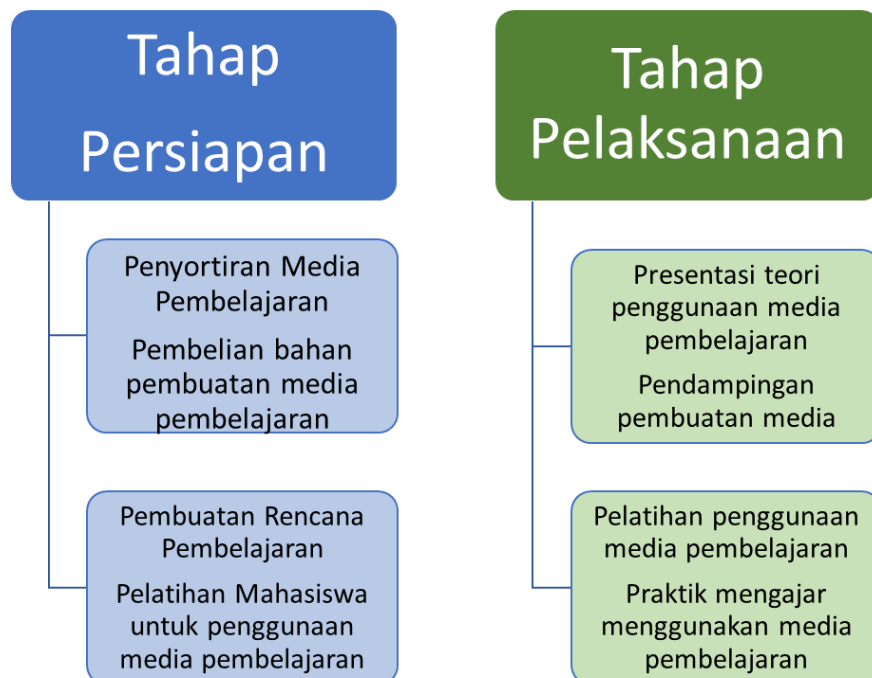 Tahap
Persiapan
Penyortiran Media
Pembelajaran
Pembelian bahan
pembuatan media
pembelajaran
Pembuatan Rencana
Pembelajaran
Pelatihan Mahasiswa
untuk penggunaan
media pembelajaran
Tahap
Pelaksanaan
Presentasi teori
penggunaan media
pembelajaran
Pendampingan
pembuatan media
Pelatihan penggunaan
media pembelajaran
Praktik mengajar
menggunakan media
pembelajaran